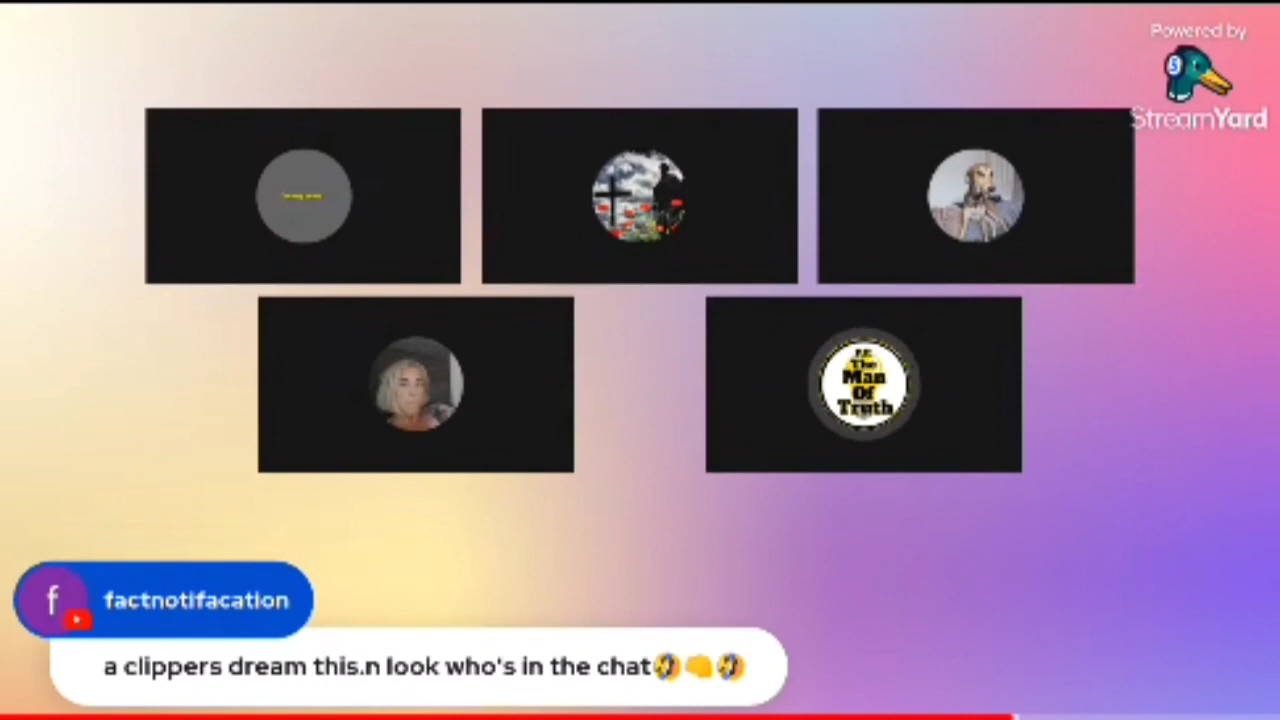 Powered by
StreamYard
The
Man
Of
Truth
factnotifacation
a clippers dream this.n look who's in the chat🤣👊🤣